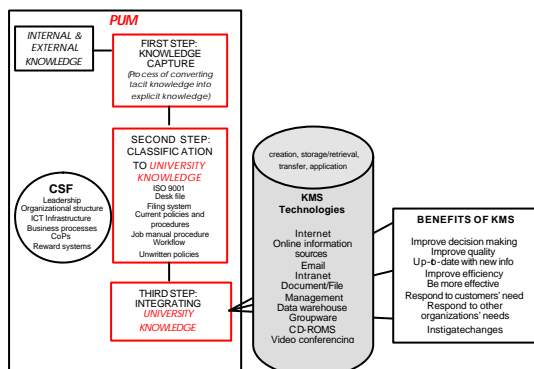 PUM
INTERNAL &
EXTERNAL
KNOWLEDGE
FIRST STEP:
KNOWLEDGE
CAPTURE
(Process of converting
tacit knowledge into
explicit knowledge)
SECOND STEP:
CLASSIFICATION
TO UNIVERSITY
KNOWLEDGE
ISO 9001
Desk file
Filing system
Current policies and
procedures
Job manual procedure
Workflow
Unwritten policies
CSF
Leadership
Organizational structure
ICT Infrastructure
Business processes
CoPs
Reward systems
THIRD STEP:
INTEGRATING
UNIVERSITY
KNOWLEDGE
creation, storage/retrieval,
transfer, application
KMS
Technologies
Internet
Online information
sources
Email
Intranet
Document/File
Management
Data warehouse
Groupware
CD-ROMS
Video conferencing
BENEFITS OF KMS
Improve decision making
Improve quality
Up-to-date with new info
Improve efficiency
Be more effective
Respond to customers' need
Respond to other
organizations' needs
Instigatechanges